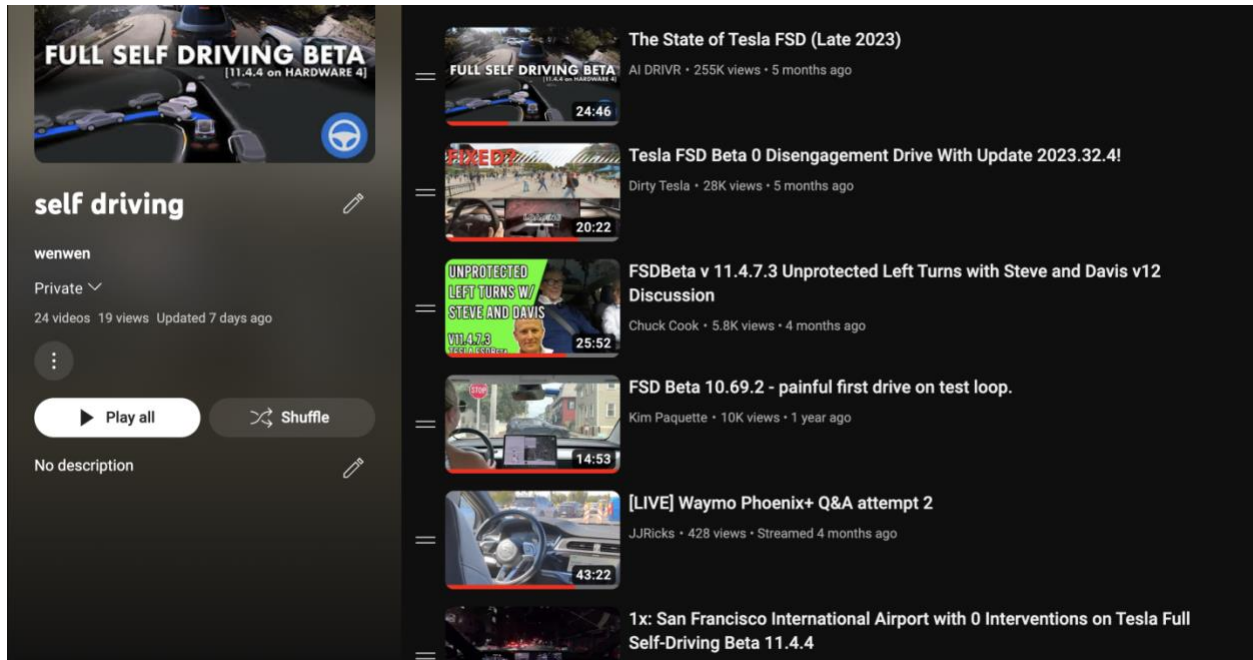 FULL SELF DRIVING BETA
[11.4.4 on HARDWARE 4]
self driving
wenwen
Private
24 videos 19 views Updated 7 days ago
Play all
Shuffle
No description
FULL SELF DRIVING BETA
[11.4.4 on HARDWARE 4]
24:46
The State of Tesla FSD (Late 2023)
AI DRIVR • 255K views • 5 months ago
FIXED?
20:22
Tesla FSD Beta 0 Disengagement Drive With Update 2023.32.4!
Dirty Tesla • 28K views • 5 months ago
UNPROTECTED
LEFT TURNS W/
STEVE AND DAVIS
V11.4.7.3
TESLA FSDBeta
25:52
FSDBeta v 11.4.7.3 Unprotected Left Turns with Steve and Davis v12
Discussion
Chuck Cook • 5.8K views • 4 months ago
STOP
14:53
FSD Beta 10.69.2 - painful first drive on test loop.
Kim Paquette • 10K views • 1 year ago
43:22
[LIVE] Waymo Phoenix+ Q&A attempt 2
JJRicks • 428 views • Streamed 4 months ago
1x: San Francisco International Airport with 0 Interventions on Tesla Full
Self-Driving Beta 11.4.4